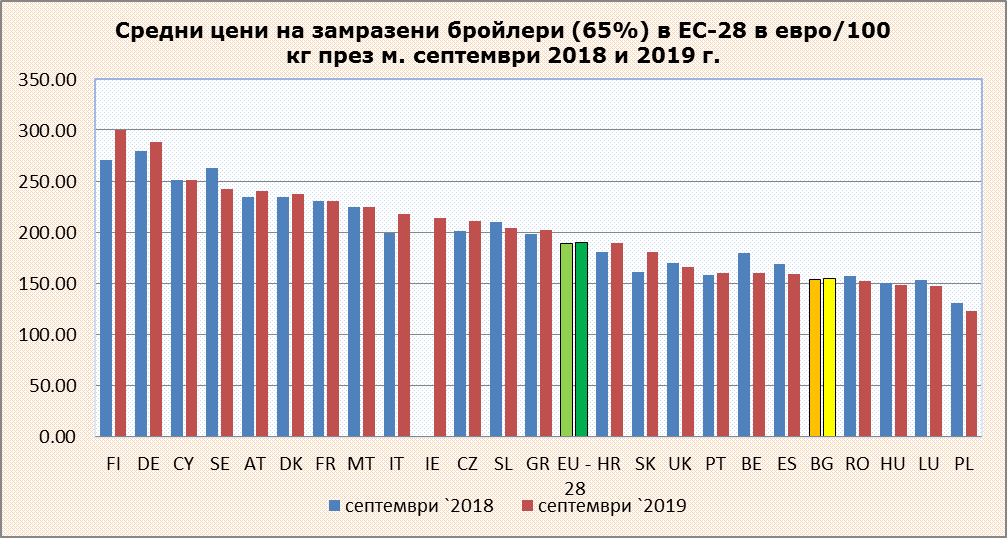 Средни цени на замразени бройлери (65%) в ЕС-28 в евро/100
кг през м. септември 2018 и 2019 г.
350.00
300.00
250.00
200.00
150.00
100.00
50.00
0.00
FI DE CY SE AT DK FR MT IT IE CZ SL GR EU - HR SK UK PT BE ES BG RO HU LU PL
28
септември `2018 септември `2019